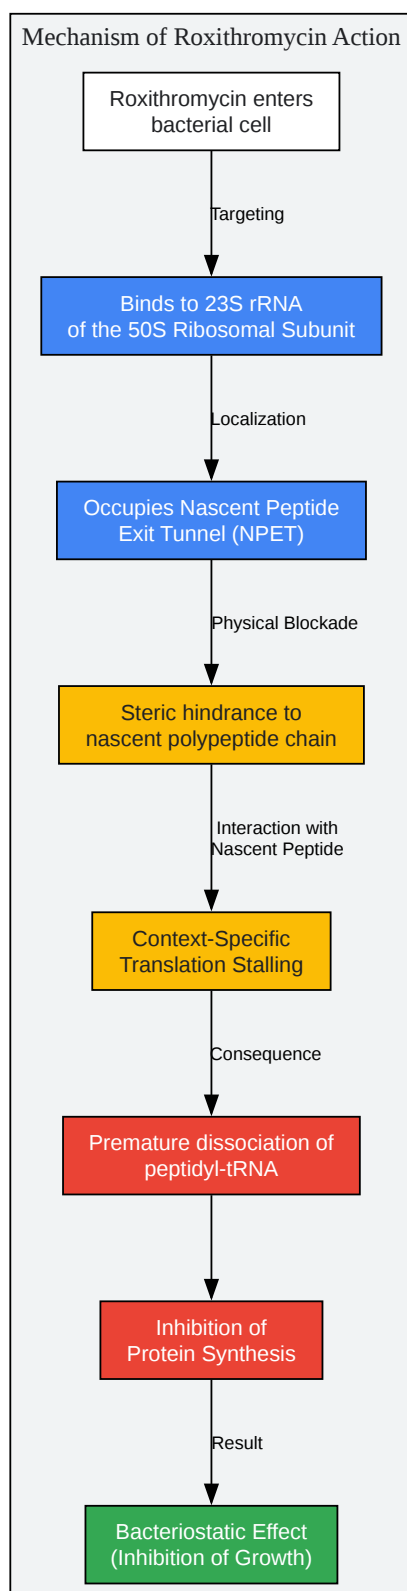 Mechanism of Roxithromycin Action
Roxithromycin enters
bacterial cell
Targeting
Binds to 23S rRNA
of the 50S Ribosomal Subunit
Localization
Occupies Nascent Peptide
Exit Tunnel (NPET)
Physical Blockade
Steric hindrance to
nascent polypeptide chain
Interaction with
Nascent Peptide
Context-Specific
Translation Stalling
Consequence
Premature dissociation of
peptidyl-tRNA
Inhibition of
Protein Synthesis
Result
Bacteriostatic Effect
(Inhibition of Growth)